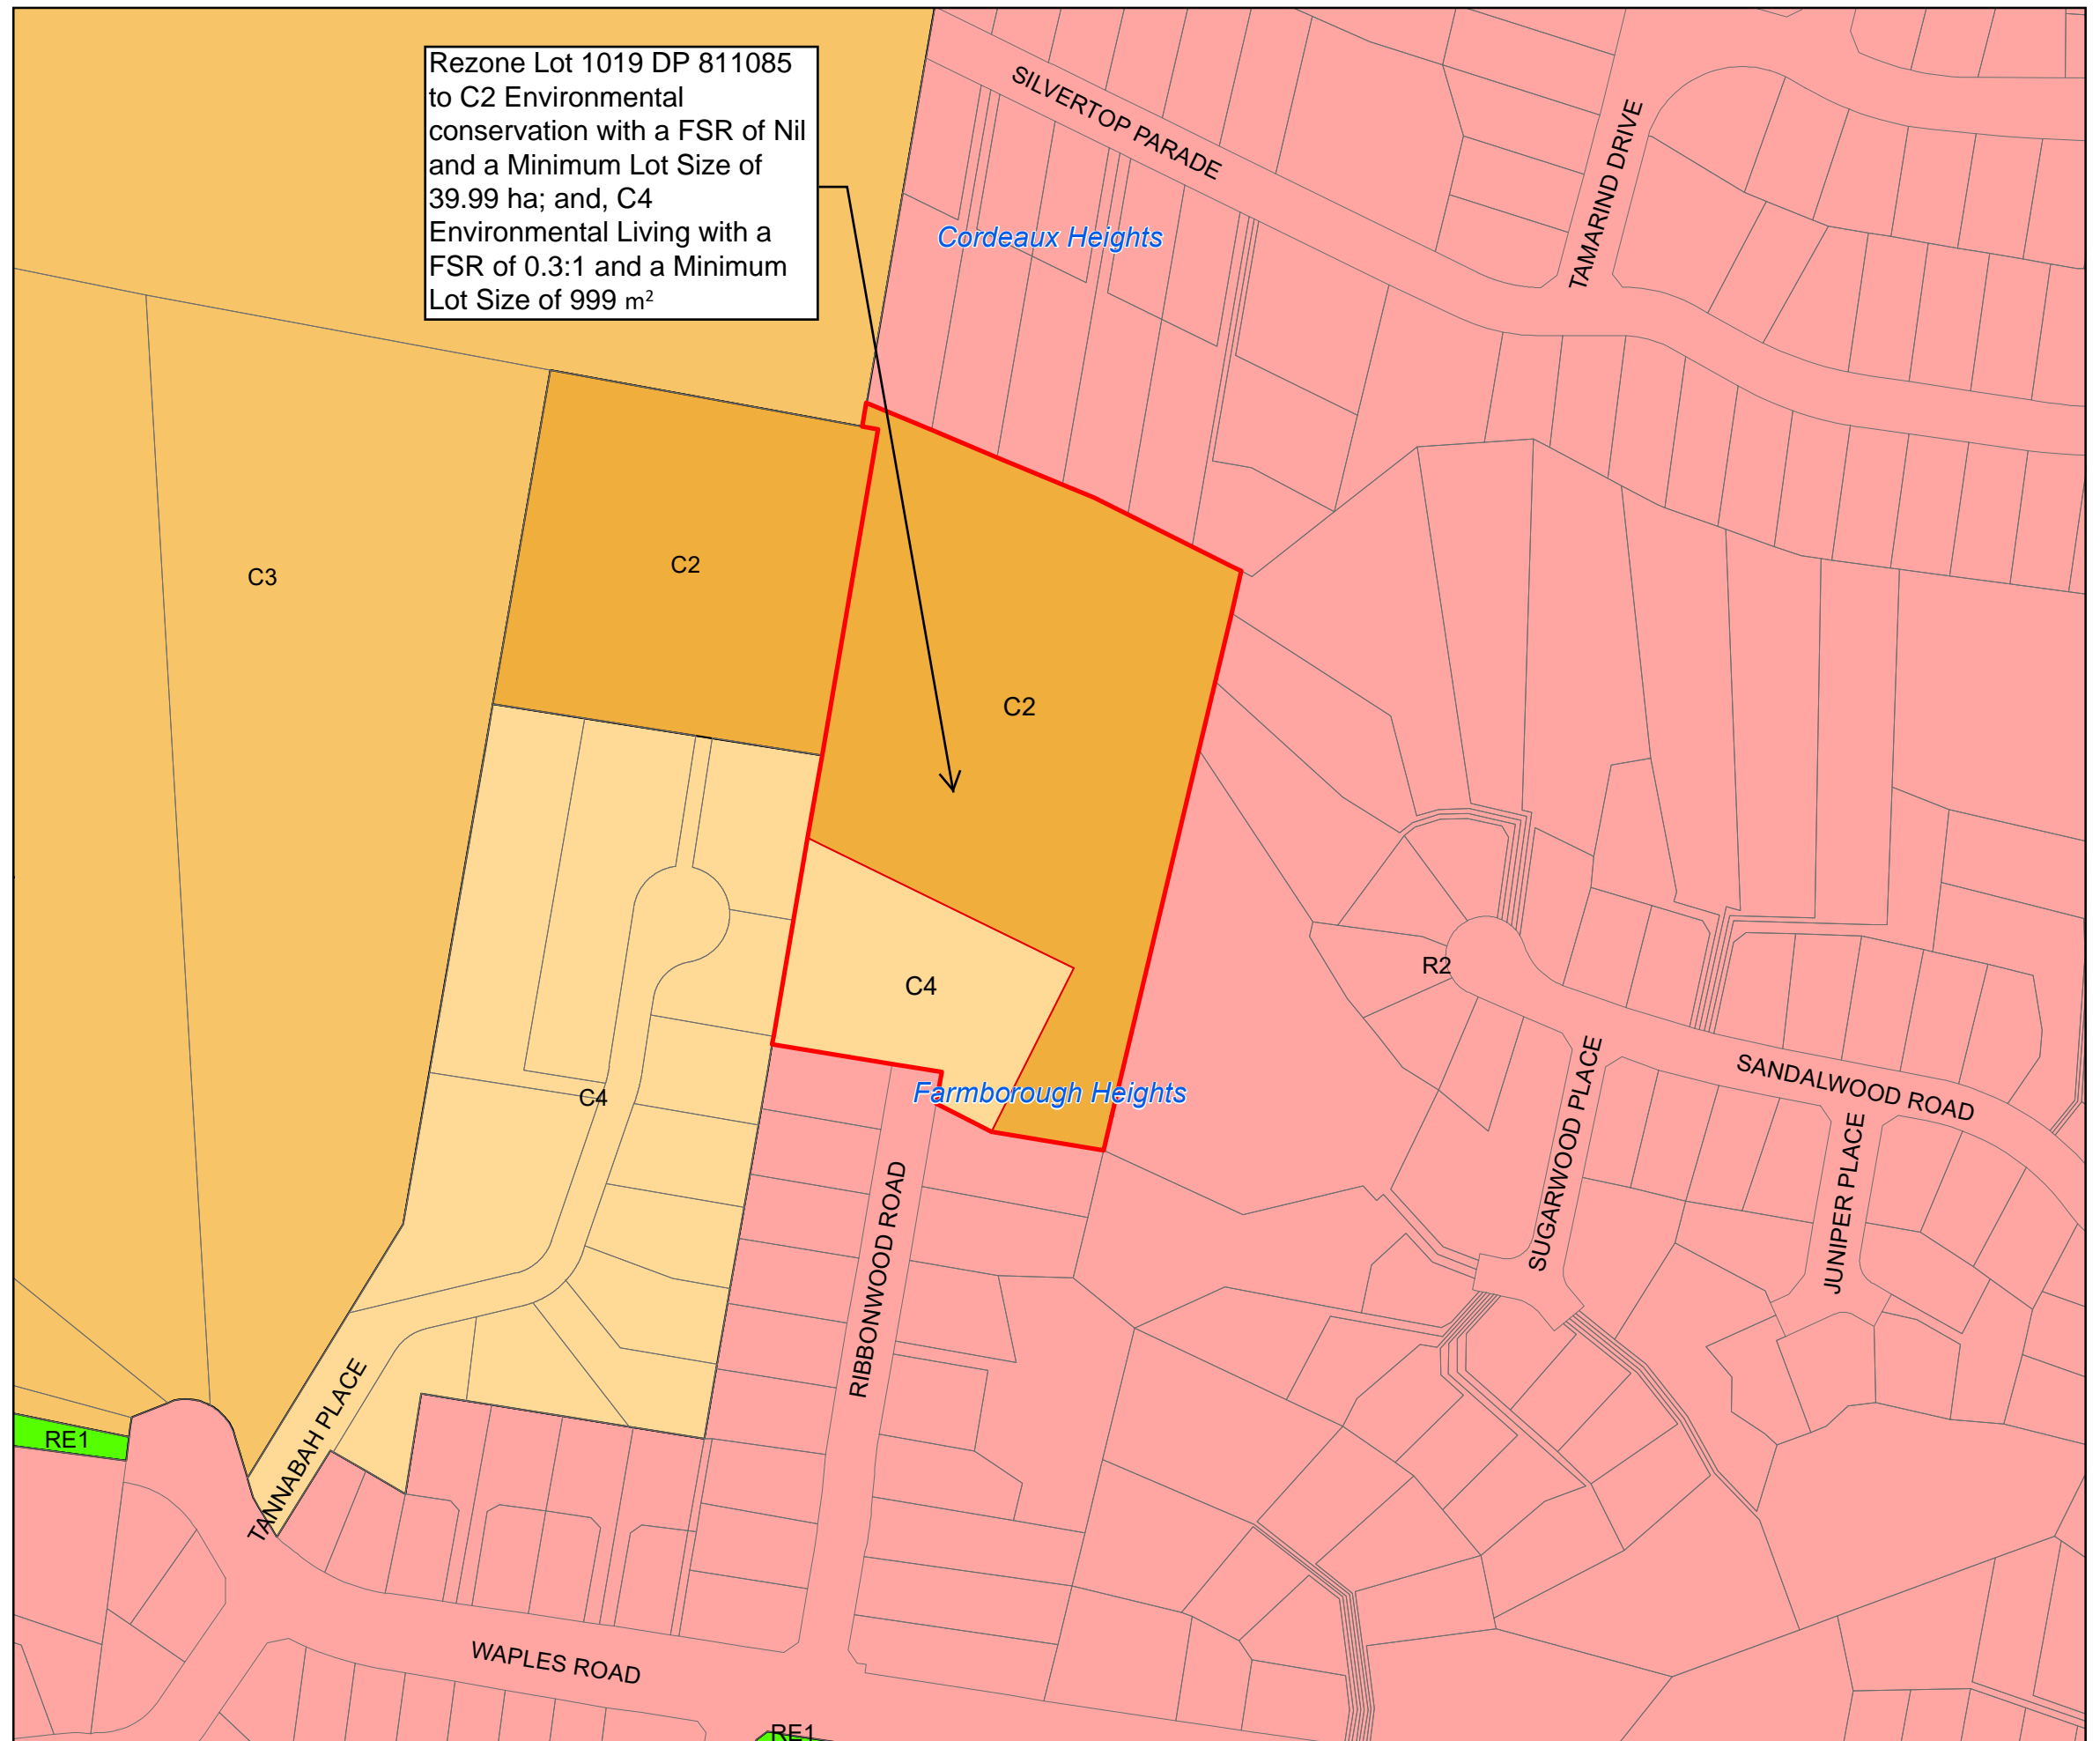 Rezone Lot 1019 DP 811085
to C2 Environmental
conservation with a FSR of Nil
and a Minimum Lot Size of
39.99 ha; and, C4
Environmental Living with a
FSR of 0.3:1 and a Minimum
Lot Size of 999 m²
SILVERTOP PARADE
TAMARIND DRIVE
Cordeaux Heights
C3
C2
C2
C4
R2
C4
Farmborough Heights
SANDALWOOD ROAD
SUGARWOOD PLACE
JUNIPER PLACE
RIBBONWOOD ROAD
TANNABAH PLACE
RE1
WAPLES ROAD
RE1